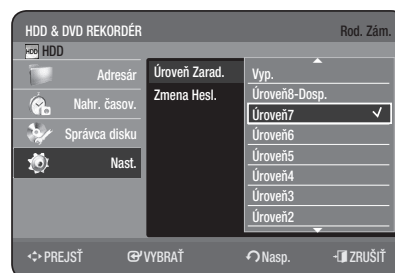 HDD & DVD REKORDÉR Rod. Zám.
HDD HDD
Adresár
Nahr. časov.
Správca disku
Nast.
Úroveň Zarad.
Zmena Hesl.
Vyp.
Úroveň8-Dosp.
Úroveň7
Úroveň6
Úroveň5
Úroveň4
Úroveň3
Úroveň2
PREJSŤ VYBRAŤ Nasp. ZRUŠIŤ